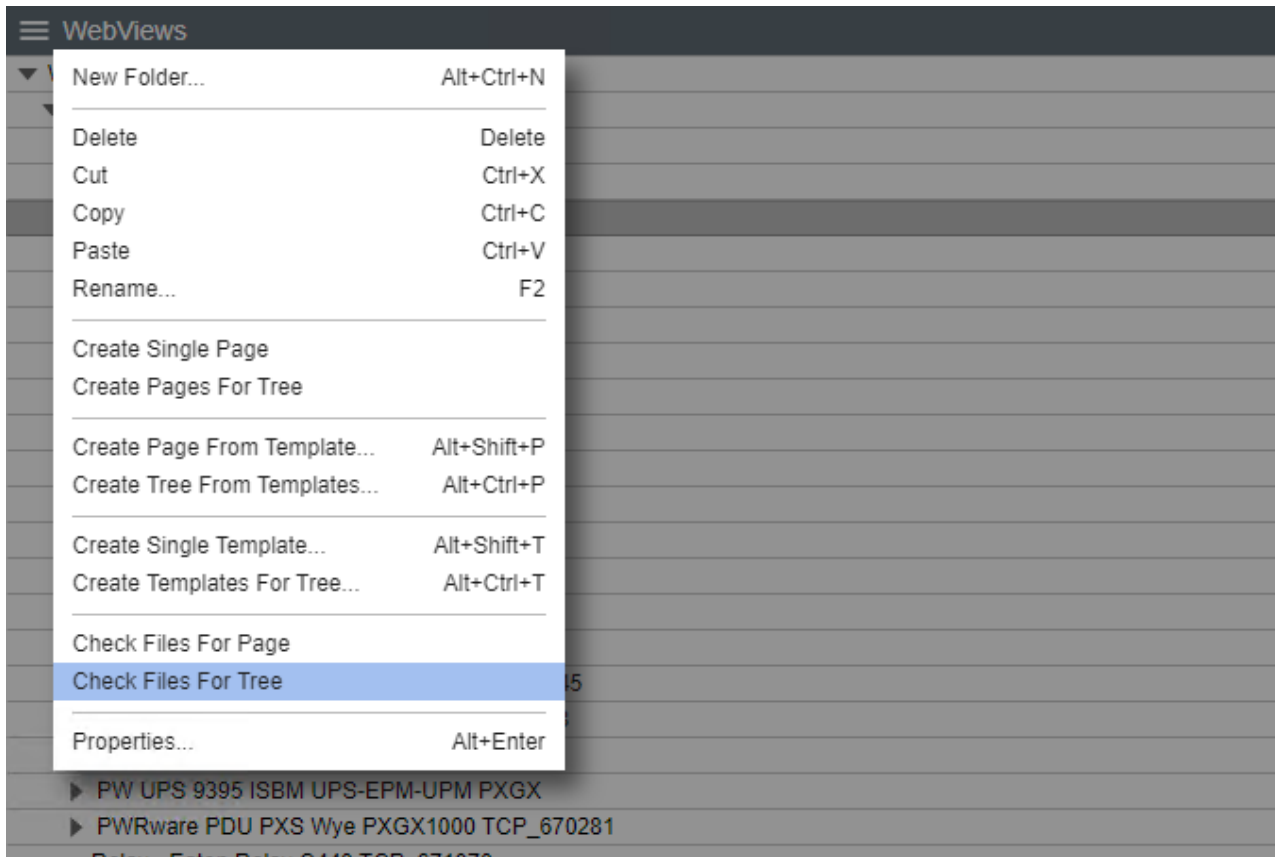 WebViews
New Folder... Alt+Ctrl+N
Delete Delete
Cut Ctrl+X
Copy Ctrl+C
Paste Ctrl+V
Rename... F2
Create Single Page
Create Pages For Tree
Create Page From Template... Alt+Shift+P
Create Tree From Templates... Alt+Ctrl+P
Create Single Template... Alt+Shift+T
Create Templates For Tree... Alt+Ctrl+T
Check Files For Page
Check Files For Tree
Properties... Alt+Enter
PW UPS 9395 ISBM UPS-EPM-UPM PXGX
PWRware PDU PXS Wye PXGX1000 TCP_670281